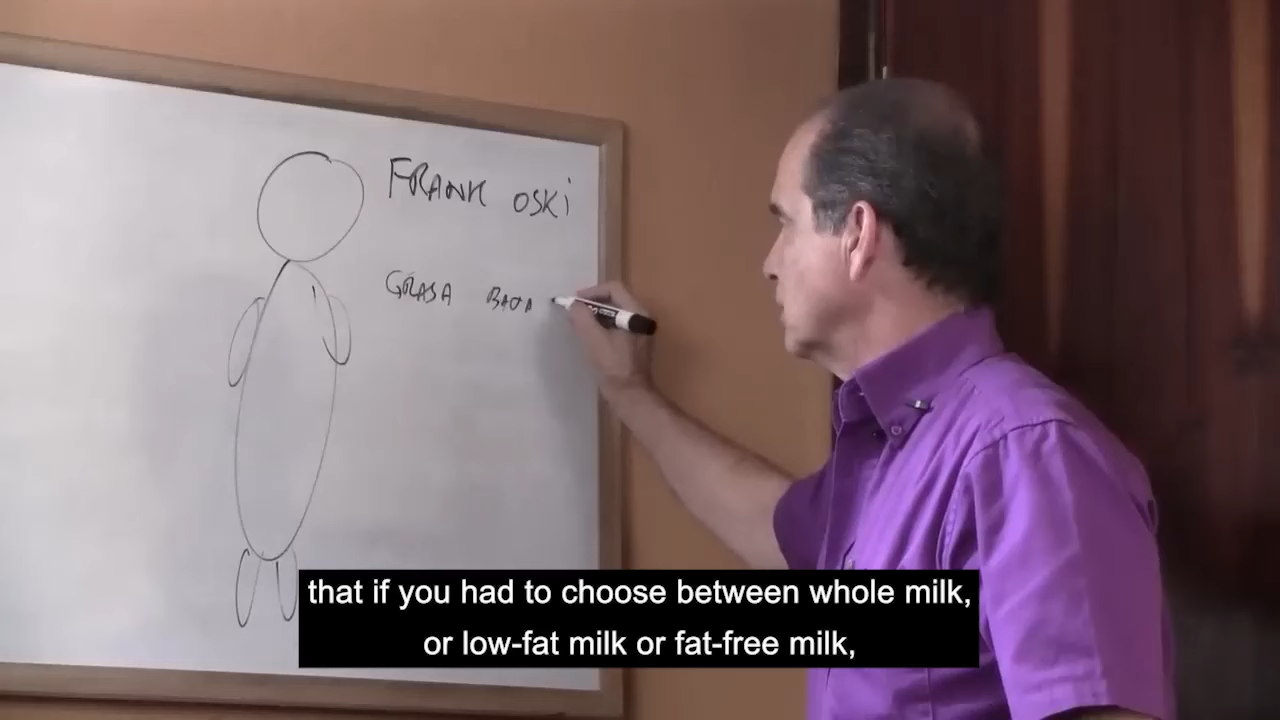 FRANK OSKi
GRASA BAJA
that if you had to choose between whole milk,
or low-fat milk or fat-free milk,